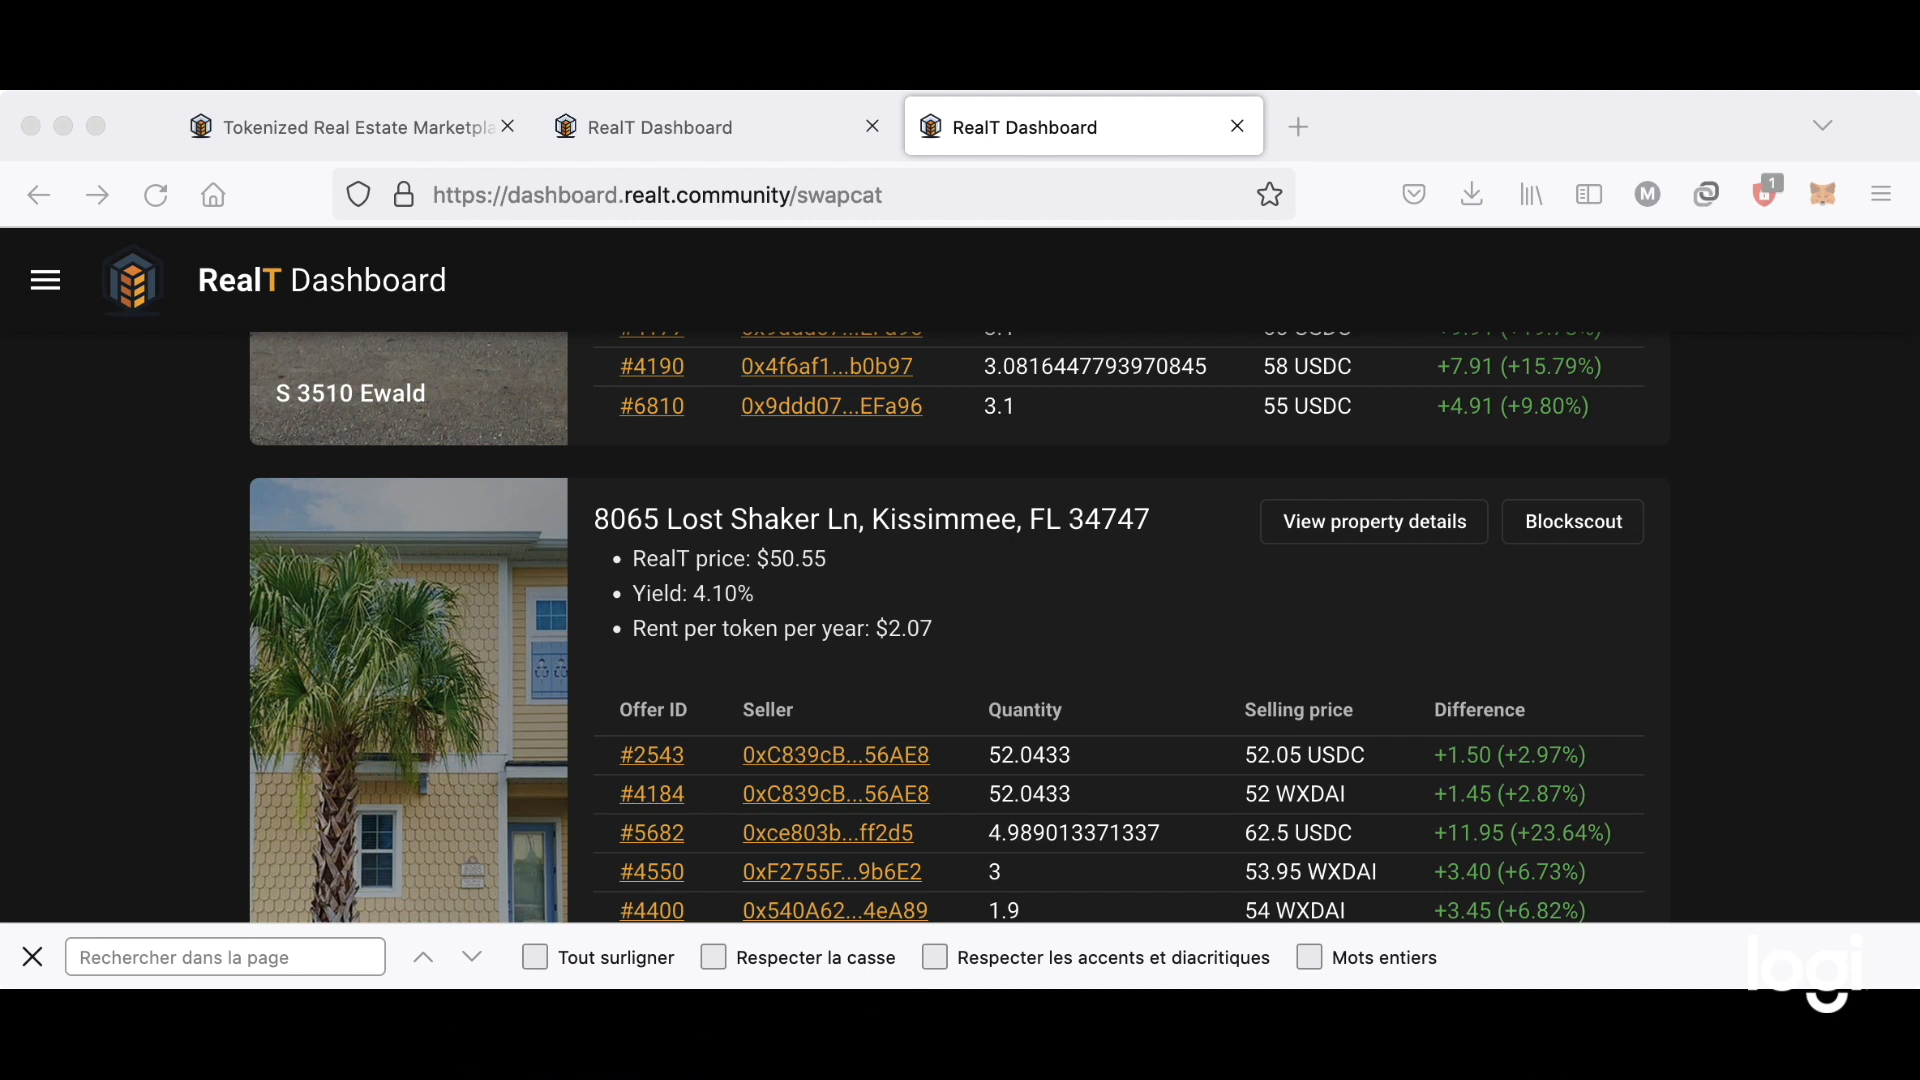 Tokenized Real Estate Marketpla
RealT Dashboard
RealT Dashboard
https://dashboard.realt.community/swapcat
M
1
RealT Dashboard
S 3510 Ewald
#4190 0x4f6af1...b0b97 3.0816447793970845 58 USDC +7.91 (+15.79%)
#6810 0x9ddd07...EFa96 3.1 55 USDC +4.91 (+9.80%)
8065 Lost Shaker Ln, Kissimmee, FL 34747
View property details
Blockscout
• RealT price: $50.55
• Yield: 4.10%
• Rent per token per year: $2.07
Offer ID Seller Quantity Selling price Difference
#2543 0xC839cB...56AE8 52.0433 52.05 USDC +1.50 (+2.97%)
#4184 0xC839cB...56AE8 52.0433 52 WXDAI +1.45 (+2.87%)
#5682 0xce803b...ff2d5 4.989013371337 62.5 USDC +11.95 (+23.64%)
#4550 0xF2755F...9b6E2 3 53.95 WXDAI +3.40 (+6.73%)
#4400 0x540A62...4eA89 1.9 54 WXDAI +3.45 (+6.82%)
Rechercher dans la page
Tout surligner
Respecter la casse
Respecter les accents et diacritiques
Mots entiers
logi